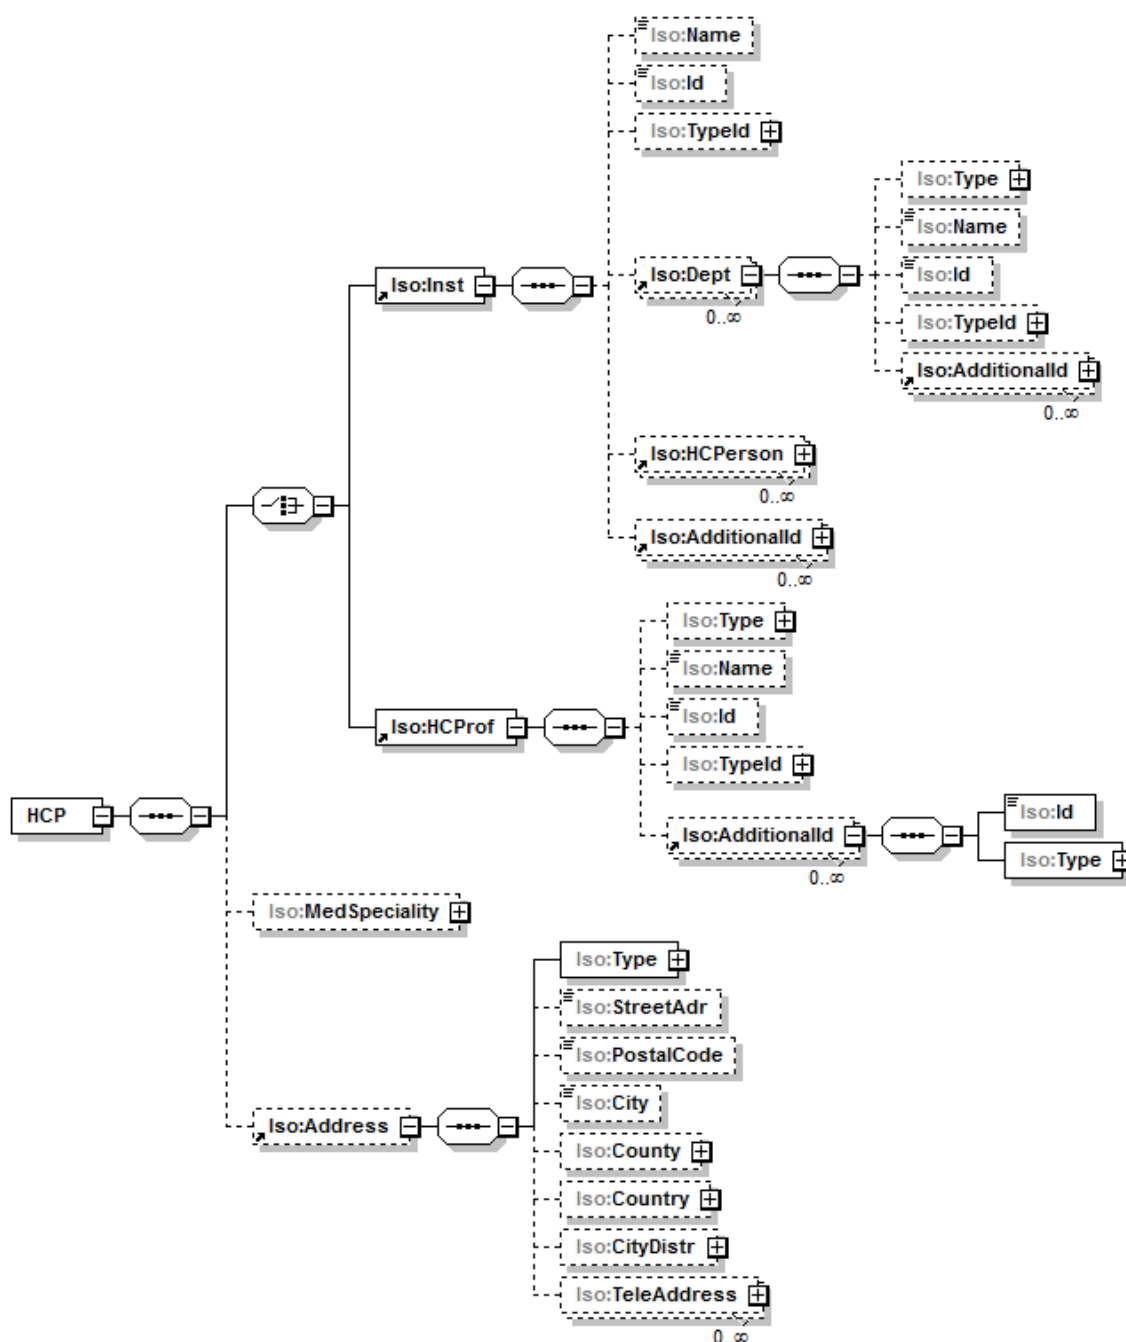 Iso:Name
Iso:Id
Iso:TypeId
Iso:Type
Iso:Name
Iso:Dept
Iso:Id
Iso:Inst
0..∞
Iso:TypeId
Iso:AdditionalId
0..∞
Iso:HCPerson
0..∞
Iso:AdditionalId
0..∞
Iso:Type
Iso:Name
Iso:Id
Iso:HCProf
Iso:TypeId
HCP
Iso:AdditionalId
0..∞
Iso:Id
Iso:Type
Iso:MedSpeciality
Iso:Type
Iso:StreetAdr
Iso:PostalCode
Iso:City
Iso:Address
Iso:County
Iso:Country
Iso:CityDistr
Iso:TeleAddress
0..∞